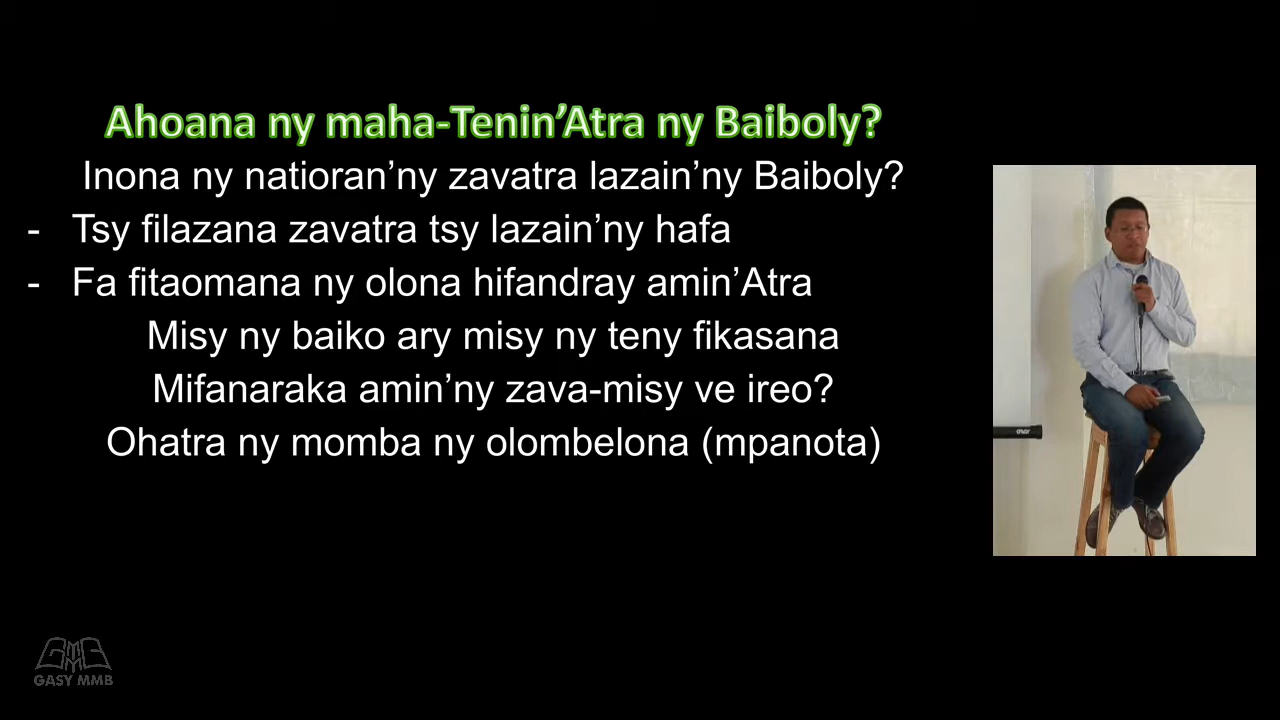 Ahoana ny maha-Tenin’Atra ny Baiboly?
Inona ny natioran’ny zavatra lazain’ny Baiboly?
- Tsy filazana zavatra tsy lazain’ny hafa
- Fa fitaomana ny olona hifandray amin’Atra
Misy ny baiko ary misy ny teny fikasana
Mifanaraka amin’ny zava-misy ve ireo?
Ohatra ny momba ny olombelona (mpanota)
GASY MMB